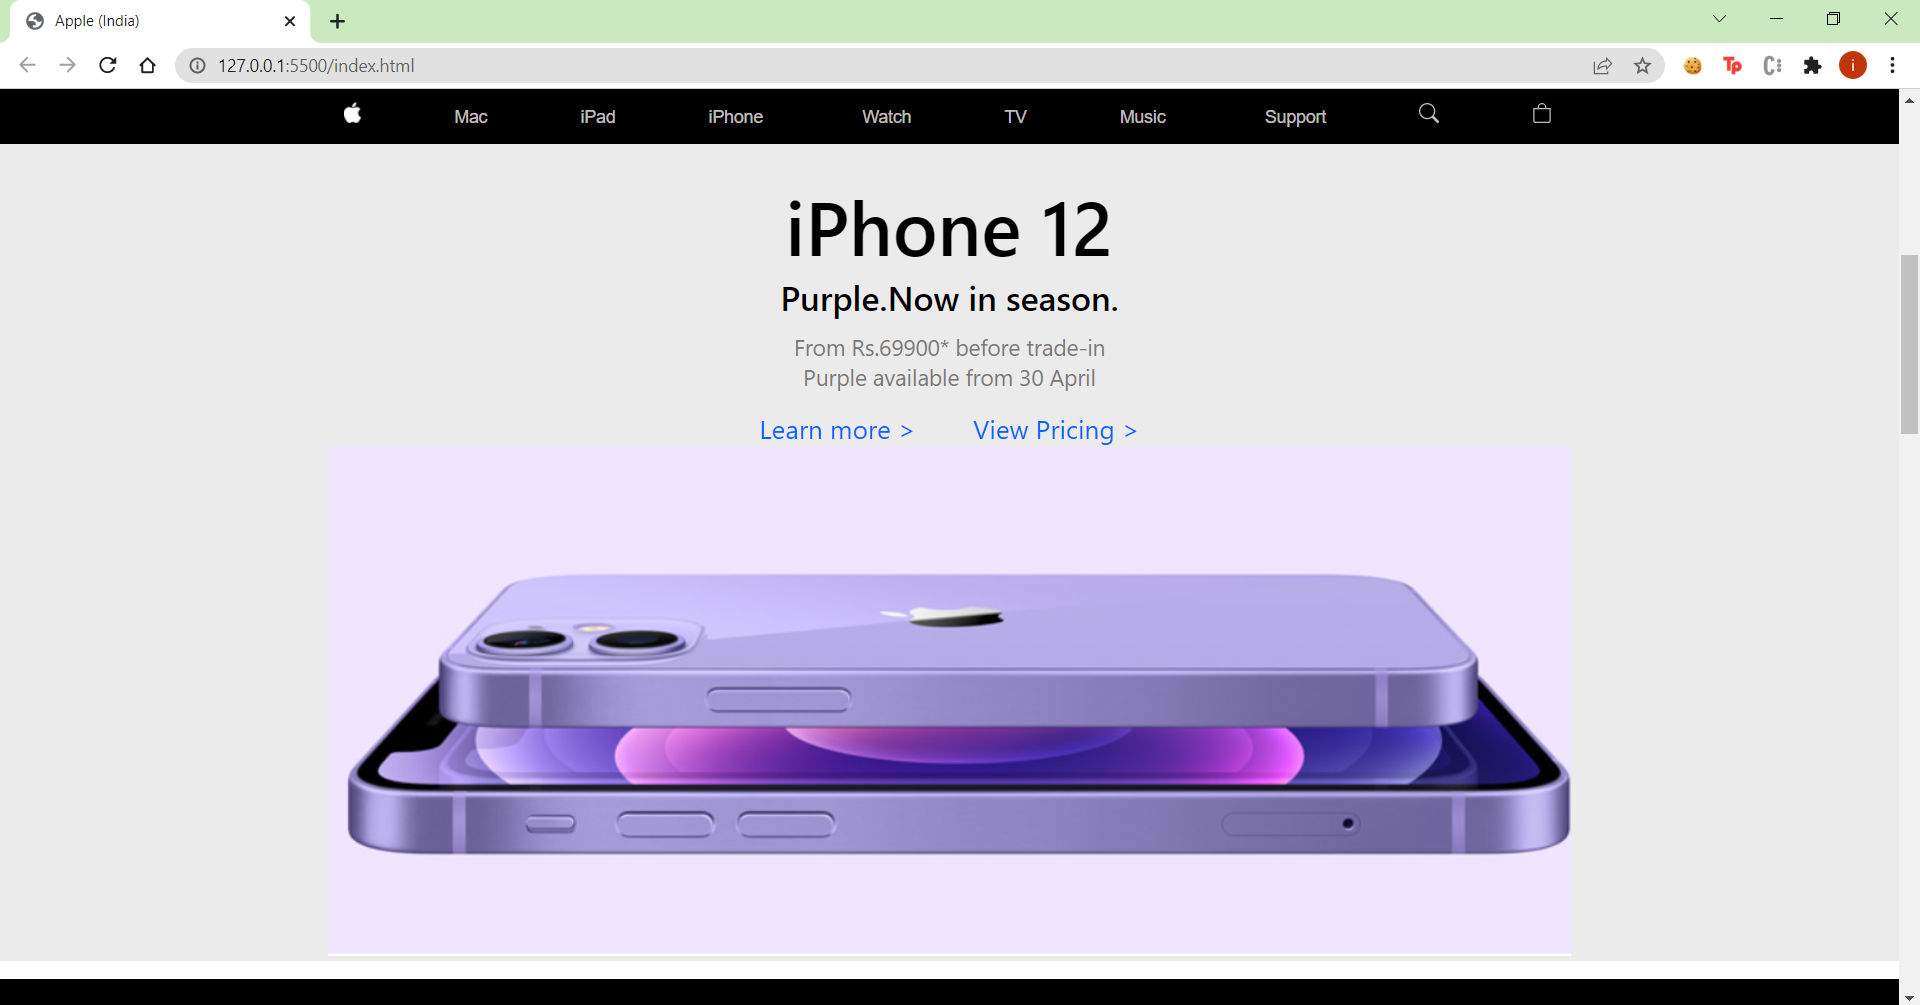 Apple (India)
127.0.0.1:5500/index.html
Tp
C
i
Mac iPad iPhone Watch TV Music Support
iPhone 12
Purple.Now in season.
From Rs.69900* before trade-in
Purple available from 30 April
Learn more > View Pricing >